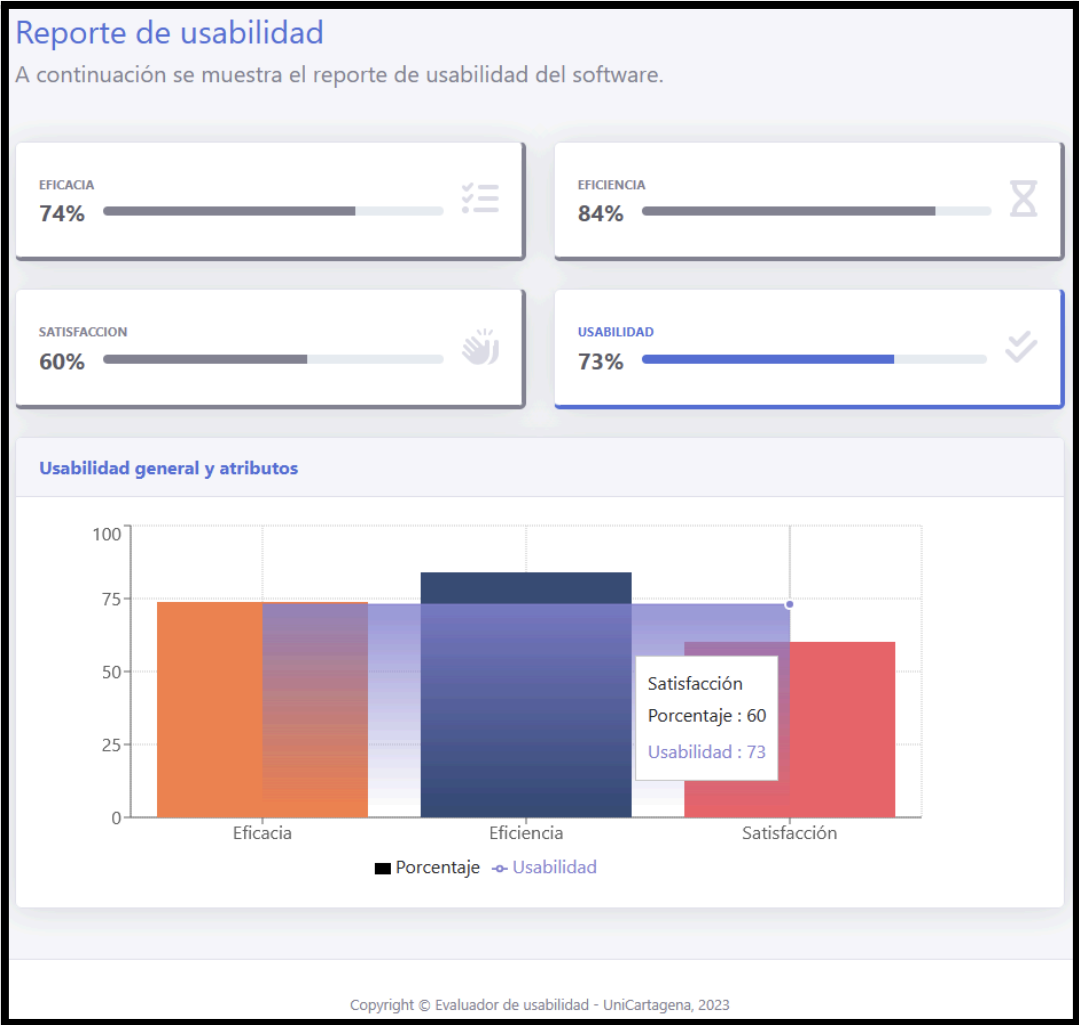 Reporte de usabilidad
A continuación se muestra el reporte de usabilidad del software.
EFICACIA
74%
EFICIENCIA
84%
SATISFACCION
60%
USABILIDAD
73%
Usabilidad general y atributos
100
75
50
25
0
Satisfacción
Porcentaje : 60
Usabilidad : 73
Eficacia Eficiencia Satisfacción
Porcentaje Usabilidad
Copyright © Evaluador de usabilidad - UniCartagena, 2023